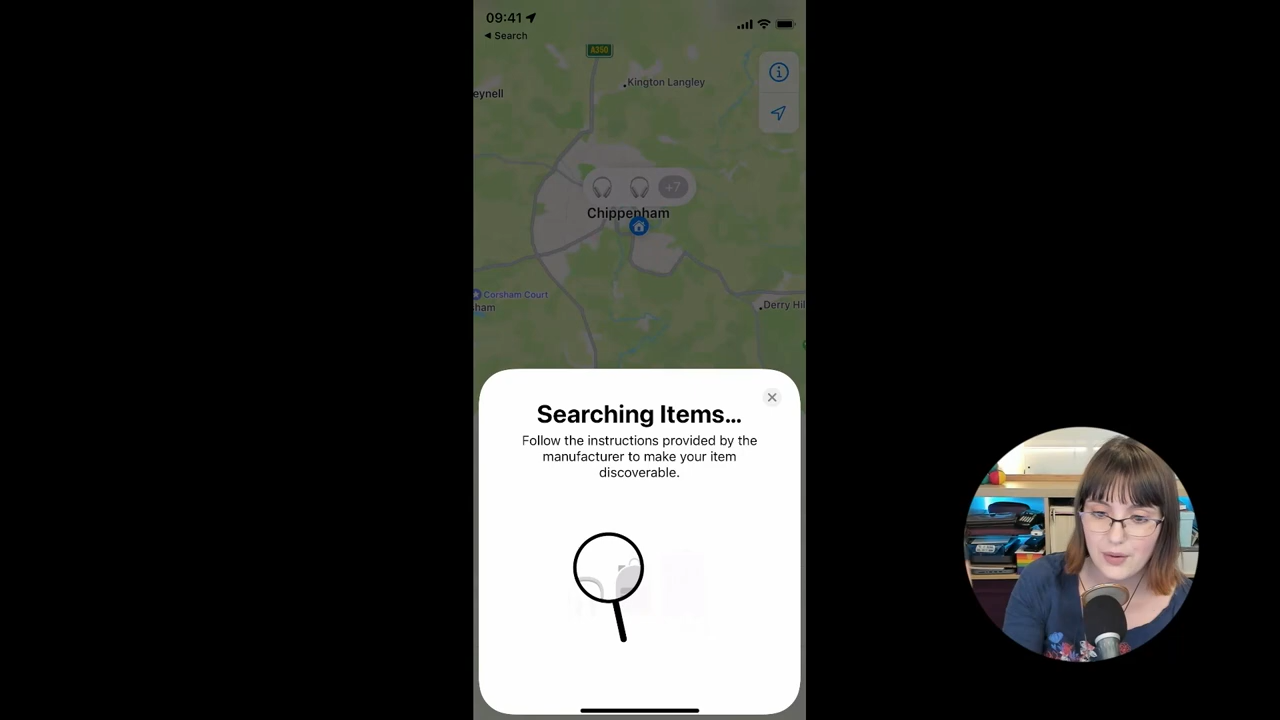 09:41
Search
A350
Kington Langley
eynell
+7
Chippenham
Corsham Court
ham
Derry Hil
Searching Items...
Follow the instructions provided by the
manufacturer to make your item
discoverable.